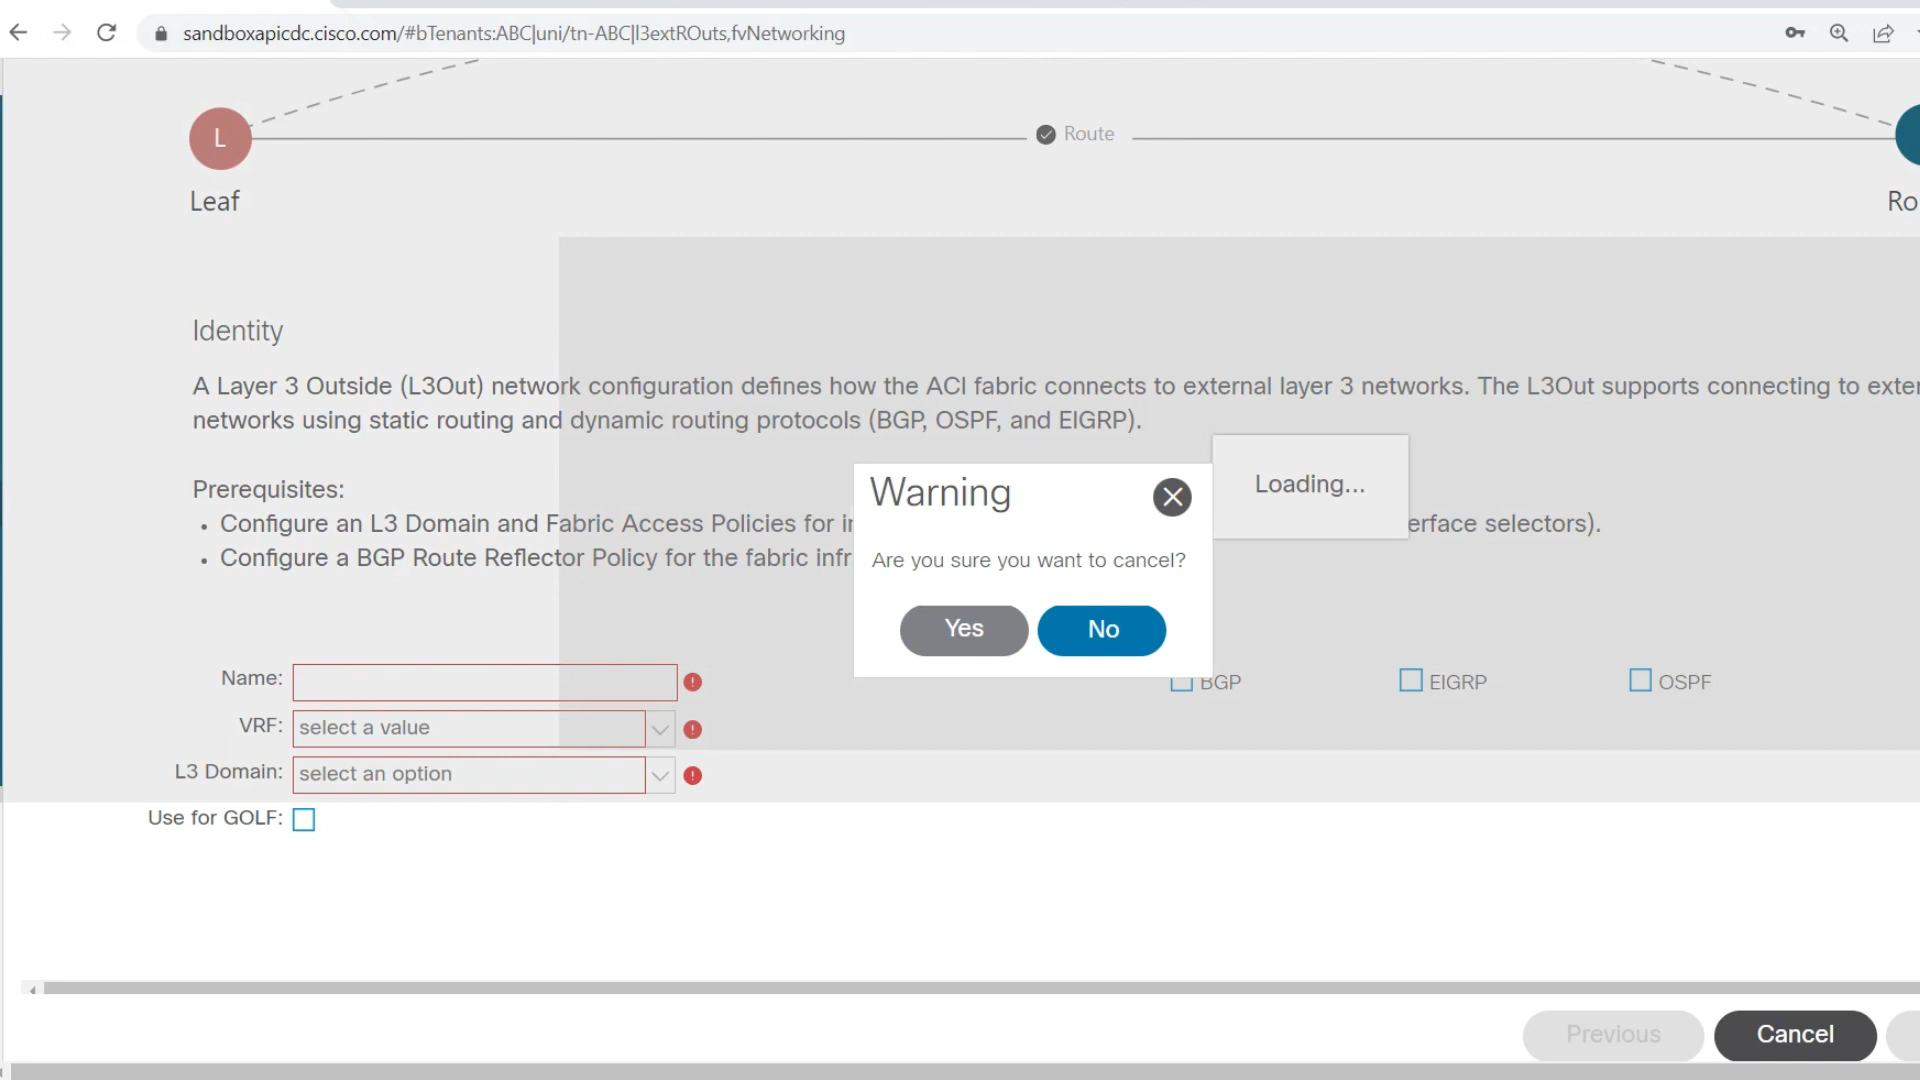 sandboxapicdc.cisco.com/#bTenants:ABC|uni/tn-ABC|l3extROuts,fvNetworking
L
Route
Leaf
Ro
Identity
A Layer 3 Outside (L3Out) network configuration defines how the ACI fabric connects to external layer 3 networks. The L3Out supports connecting to exter
networks using static routing and dynamic routing protocols (BGP, OSPF, and EIGRP).
Loading...
Warning
Prerequisites:
• Configure an L3 Domain and Fabric Access Policies for in erface selectors).
• Configure a BGP Route Reflector Policy for the fabric infr
Are you sure you want to cancel?
Yes No
Name: BGP EIGRP OSPF
VRF: select a value
L3 Domain: select an option
Use for GOLF:
Previous Cancel